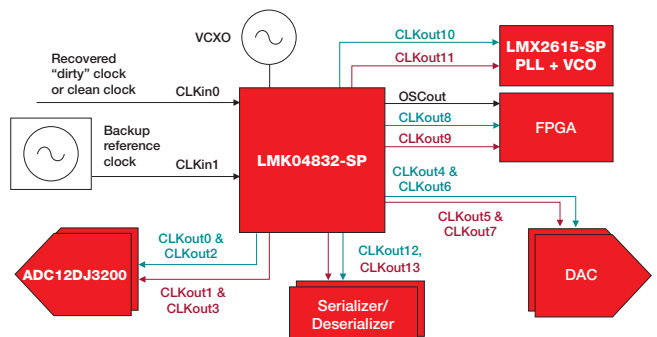 VCXO
CLKout10
CLKout11
LMX2615-SP
PLL + VCO
Recovered
“dirty” clock
or clean clock
CLKin0
OSCout
CLKout8
CLKout9
FPGA
Backup
reference
clock
CLKin1
LMK04832-SP
CLKout4 &
CLKout6
CLKout5 &
CLKout7
DAC
CLKout0 &
CLKout2
ADC12DJ3200
CLKout1 &
CLKout3
CLKout12,
CLKout13
Serializer/
Deserializer